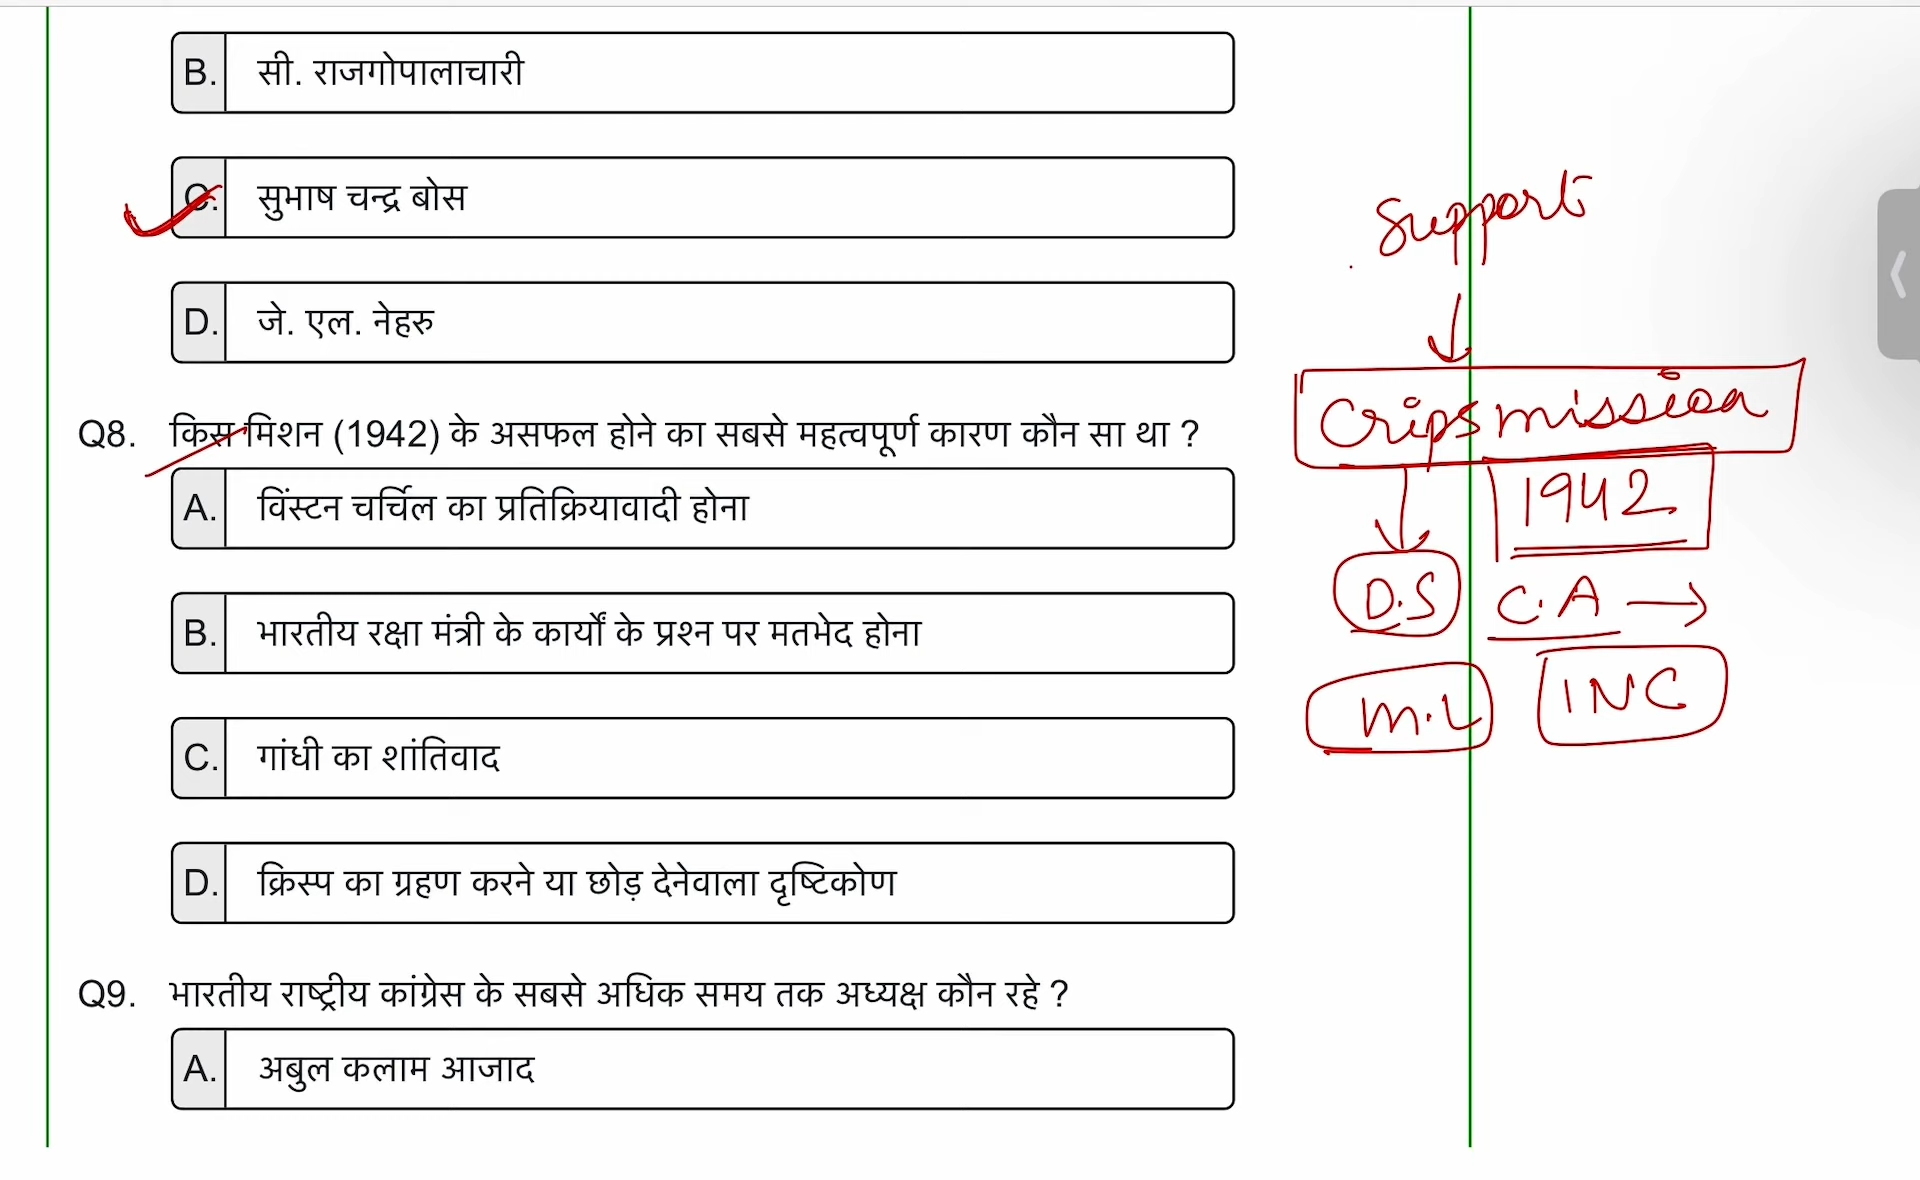 B. सी. राजगोपालाचारी
C. सुभाष चन्द्र बोस
D. जे. एल. नेहरु
Q8. किस मिशन (1942) के असफल होने का सबसे महत्वपूर्ण कारण कौन सा था ?
A. विंस्टन चर्चिल का प्रतिक्रियावादी होना
B. भारतीय रक्षा मंत्री के कार्यों के प्रश्न पर मतभेद होना
C. गांधी का शांतिवाद
D. क्रिस्प का ग्रहण करने या छोड़ देनेवाला दृष्टिकोण
Q9. भारतीय राष्ट्रीय कांग्रेस के सबसे अधिक समय तक अध्यक्ष कौन रहे ?
A. अबुल कलाम आजाद
Support
Crips mission
1942
D.S C.A →
M.L INC